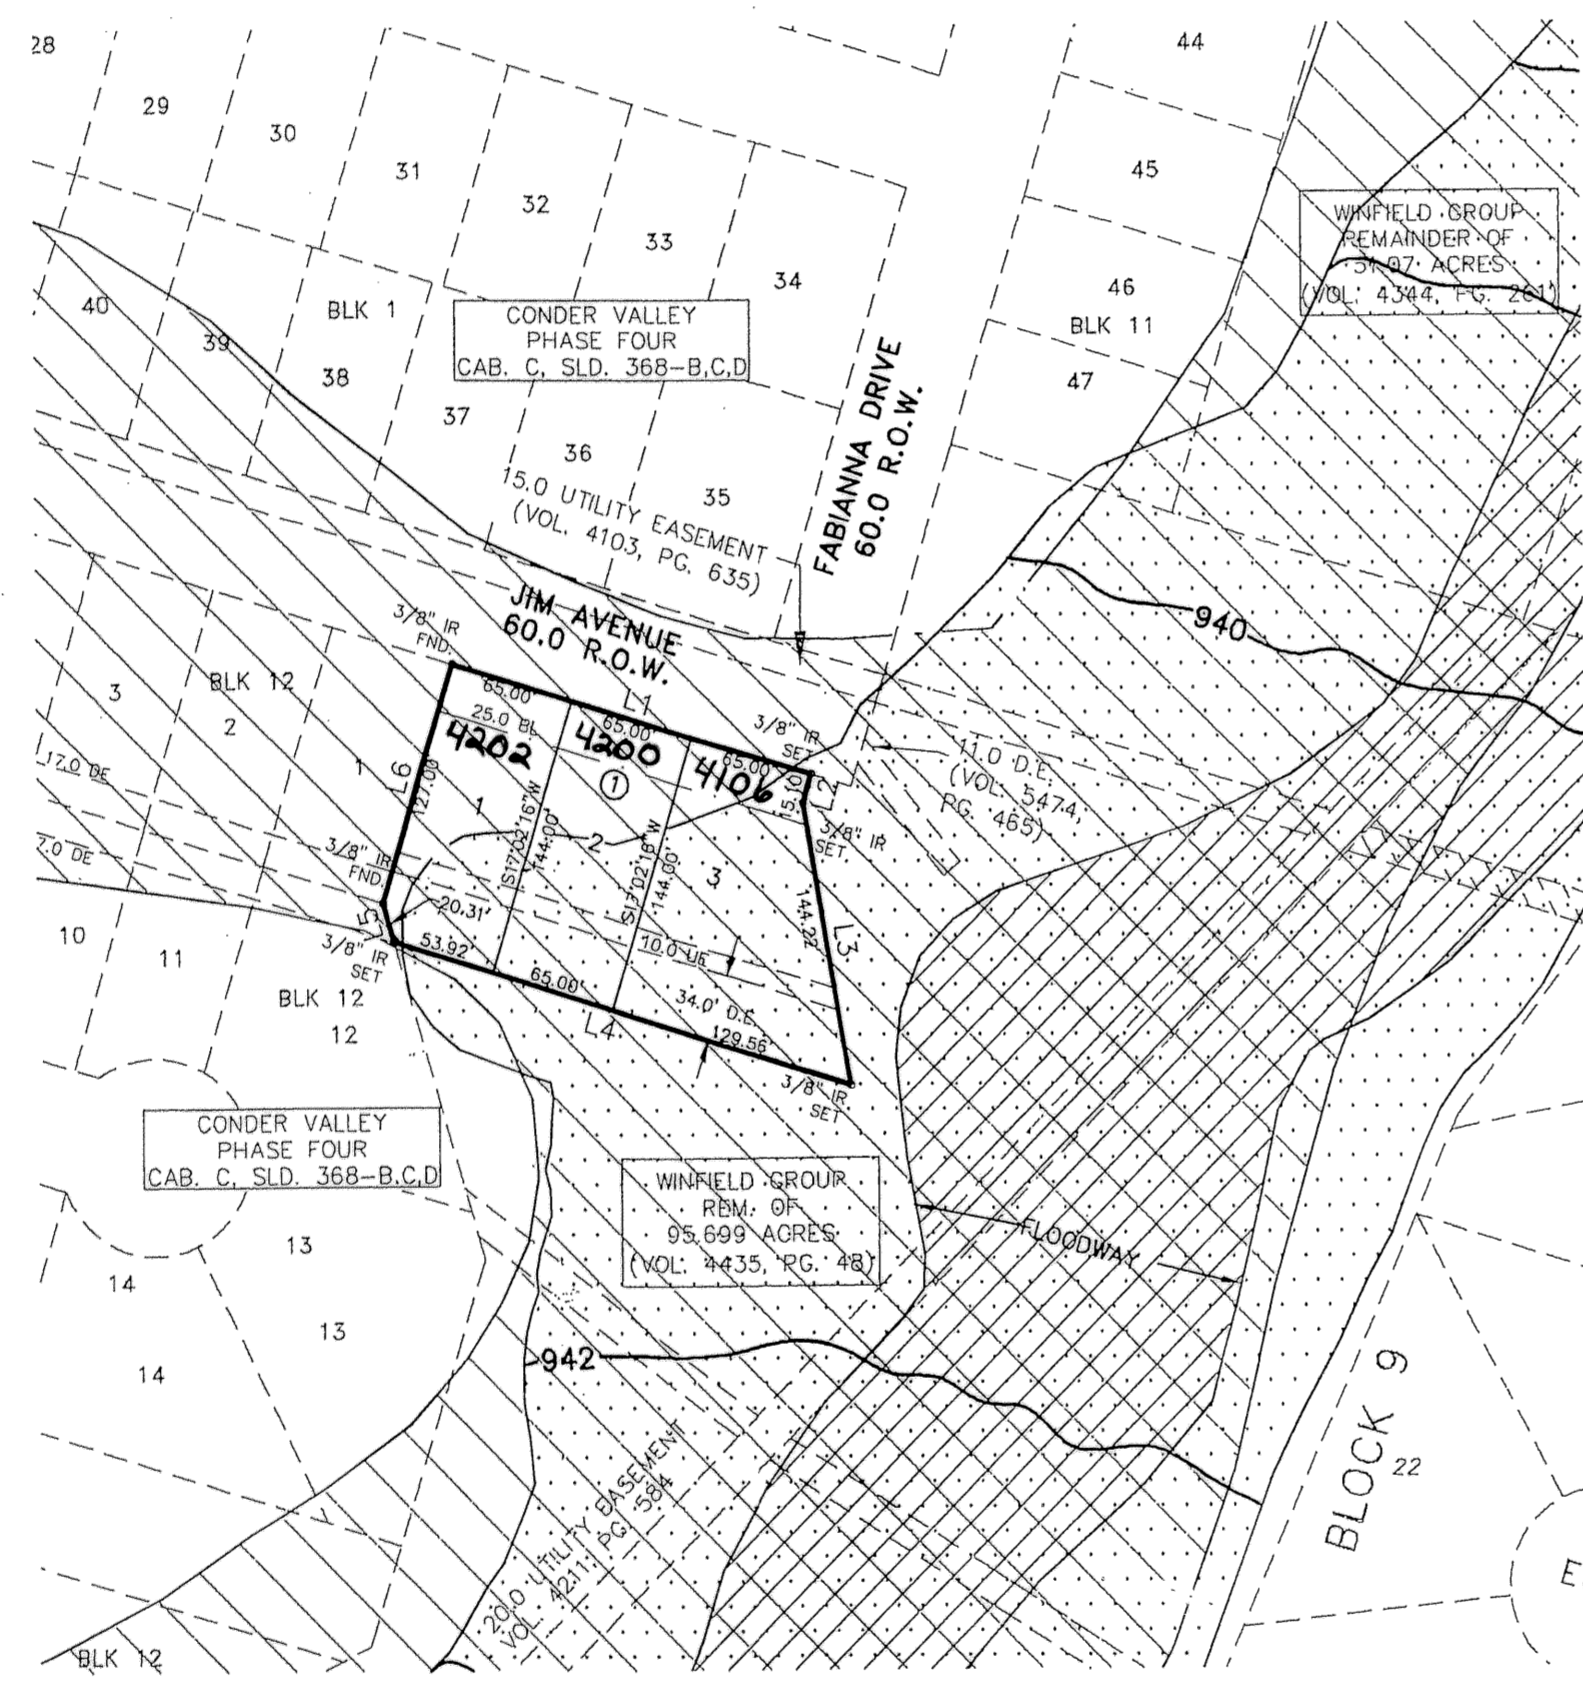 28
29
30
31
32
33
34
44
45
46
BLK 11
47
WINFIELD GROUP
REMAINDER OF
51.07 ACRES
(VOL. 4344, PG. 261)
40
39
BLK 1
38
CONDER VALLEY
PHASE FOUR
CAB. C, SLD. 368-B,C,D
37
36
35
15.0 UTILITY EASEMENT
(VOL. 4103, PG. 635)
FABIANNA DRIVE
60.0 R.O.W.
JIM AVENUE
60.0 R.O.W.
940
3/8" IR
FND.
BLK 12
3
2
1
17.0 DE
7.0 DE
65.00'
L1
65.00'
65.00'
25.0 BL
4202
4200
4106
1
3/8" IR
SET
15.10
L2
3/8" IR
SET
11.0 D.E.
(VOL. 5474,
PG. 465)
L6
127.00
1
S17°02'16"W
144.00'
2
S17°02'16"W
144.00'
3
144.22
L3
3/8" IR
FND.
L5
20.31'
3/8" IR
SET
53.92'
65.00'
L4
10.0 UE
34.0' D.E.
129.56'
3/8" IR
SET
10
11
BLK 12
12
CONDER VALLEY
PHASE FOUR
CAB. C, SLD. 368-B,C,D
WINFIELD GROUP
REM. OF
95.699 ACRES
(VOL. 4435, PG. 48)
FLOODWAY
13
14
13
14
942
20.0 UTILITY EASEMENT
VOL. 4211, PG. 584
BLOCK 9
22
E
BLK 12